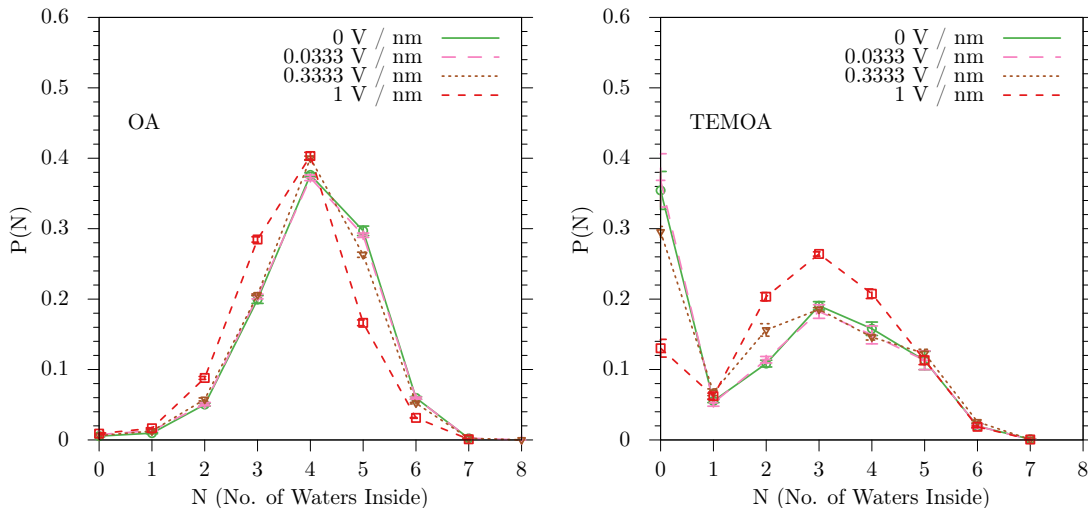 0.6
0.5
0.4
0.3
0.2
0.1
0
P(N)
0 V / nm
0.0333 V / nm
0.3333 V / nm
1 V / nm
OA
0 1 2 3 4 5 6 7 8
N (No. of Waters Inside)
0.6
0.5
0.4
0.3
0.2
0.1
0
P(N)
0 V / nm
0.0333 V / nm
0.3333 V / nm
1 V / nm
TEMOA
0 1 2 3 4 5 6 7 8
N (No. of Waters Inside)